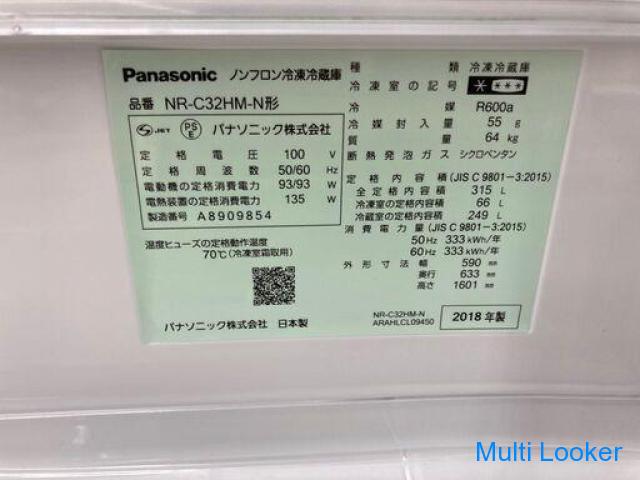 Panasonic ノンフロン冷凍冷蔵庫
品番 NR-C32HM-N形
S JET PS E パナソニック株式会社
定格電圧 100 V
定格周波数 50/60 Hz
電動機の定格消費電力 93/93 W
電熱装置の定格消費電力 135 W
製造番号 A8909854
温度ヒューズの定格動作温度
70℃(冷凍室霜取用)
パナソニック株式会社 日本製
種類 冷凍冷蔵庫
冷凍室の記号 * ***
冷媒 R600a
冷媒封入量 55 g
質量 64 kg
断熱発泡ガス シクロペンタン
定格内容積 (JIS C 9801-3:2015)
全定格内容積 315 L
冷凍室の定格内容積 66 L
冷蔵室の定格内容積 249 L
消費電力量 (JIS C 9801-3:2015)
50Hz 333 kWh/年
60Hz 333 kWh/年
外形寸法 幅 590 mm
奥行 633 mm
高さ 1601 mm
NR-C32HM-N
ARAHLCL09450
2018年製
Multi Looker